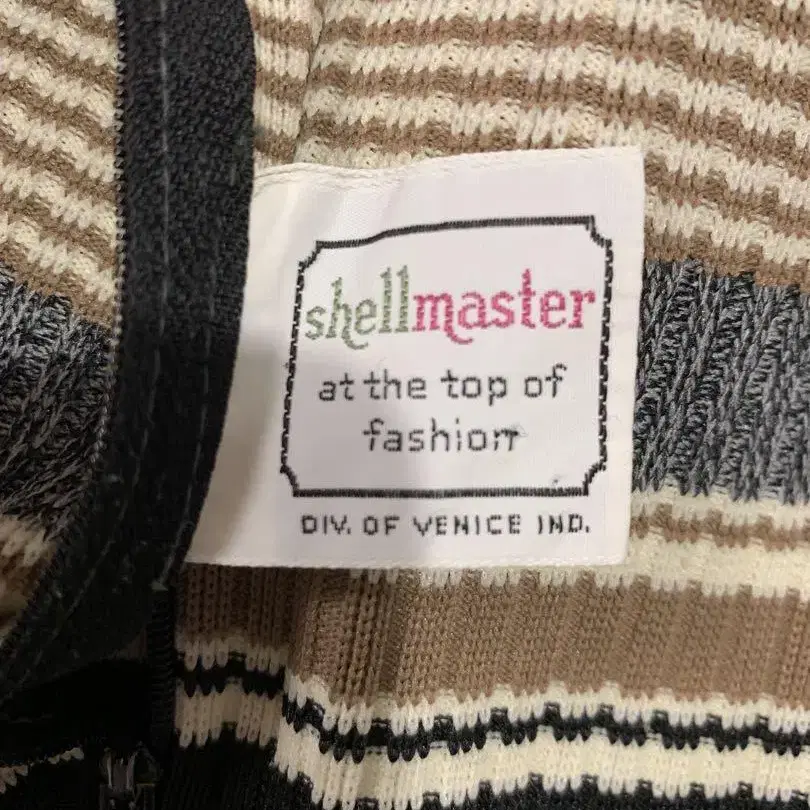 shellmaster
at the top of
fashion
DIV. OF VENICE IND.